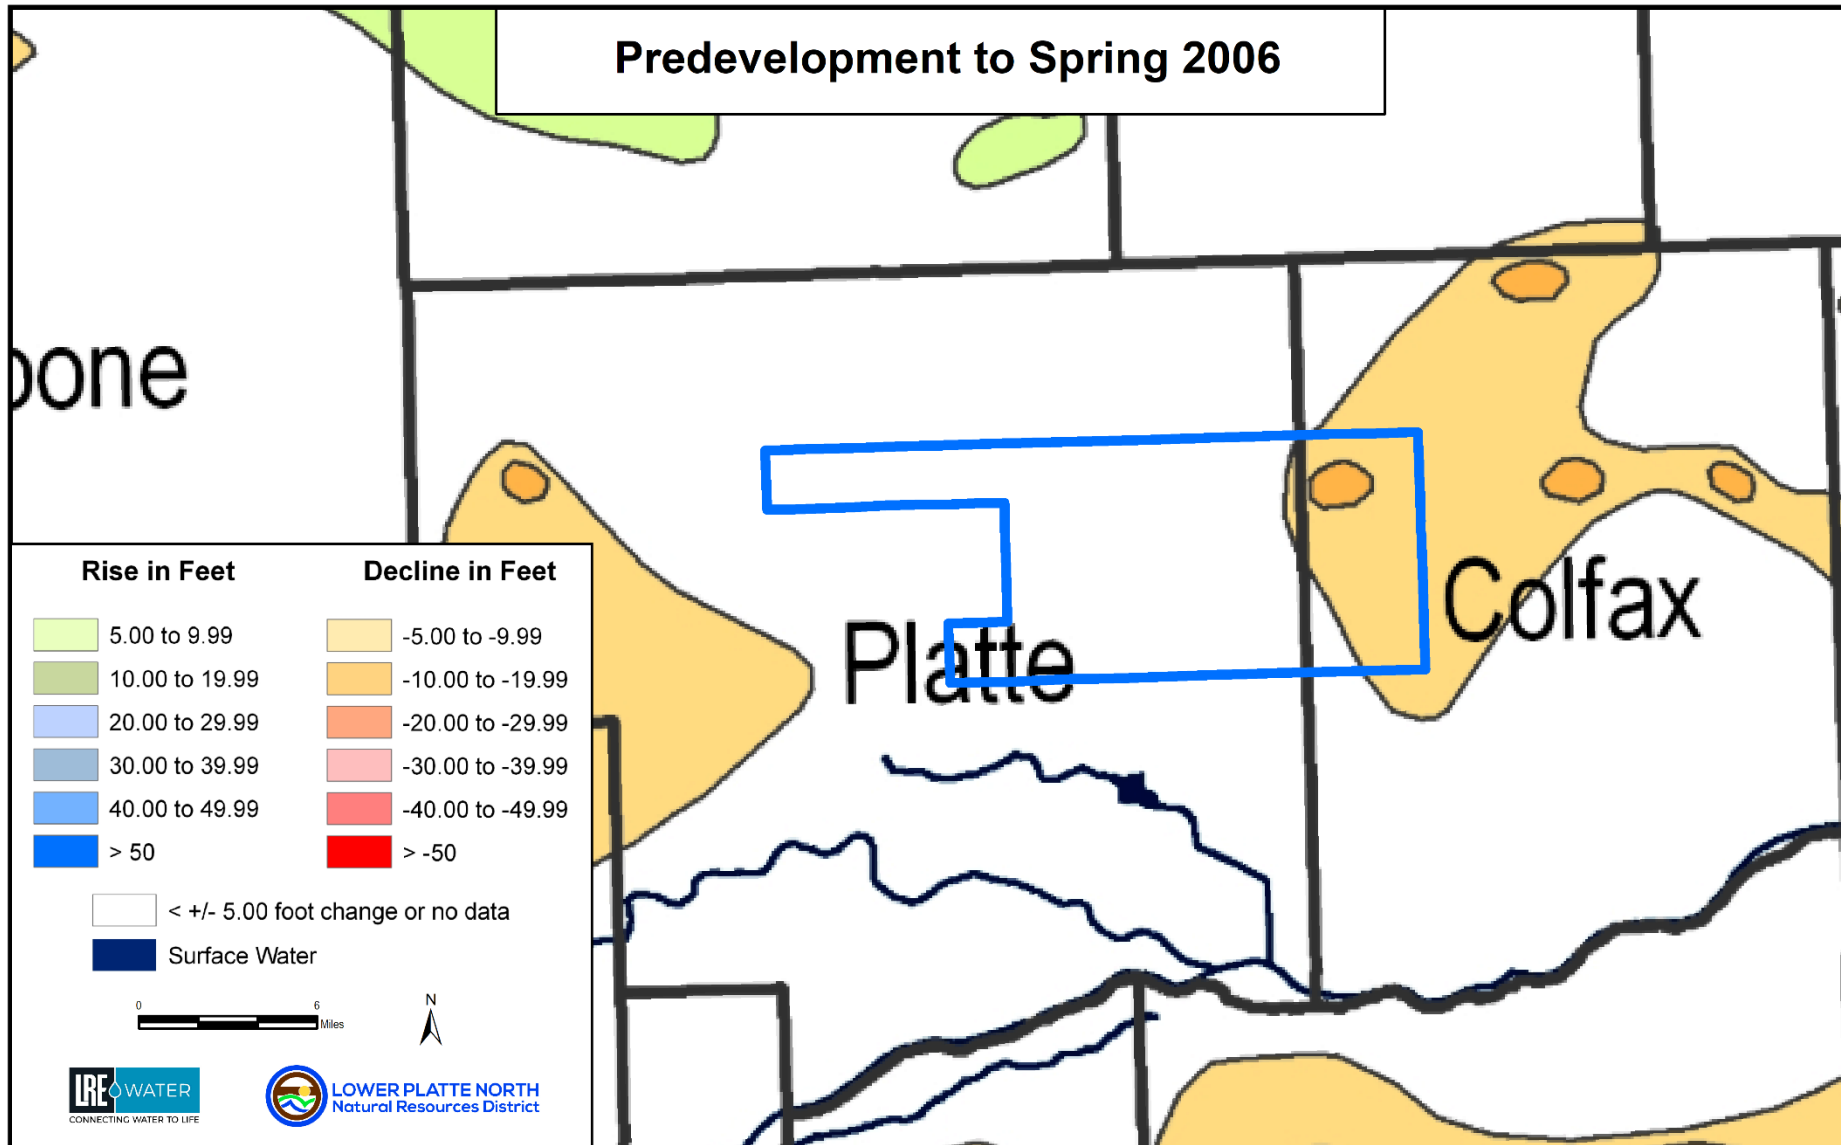 Predevelopment to Spring 2006
Platte
Colfax
Rise in Feet
5.00 to 9.99
10.00 to 19.99
20.00 to 29.99
30.00 to 39.99
40.00 to 49.99
> 50
Decline in Feet
-5.00 to -9.99
-10.00 to -19.99
-20.00 to -29.99
-30.00 to -39.99
-40.00 to -49.99
> -50
< +/- 5.00 foot change or no data
Surface Water
0 6
Miles
N
LRE WATER
CONNECTING WATER TO LIFE
LOWER PLATTE NORTH
Natural Resources District